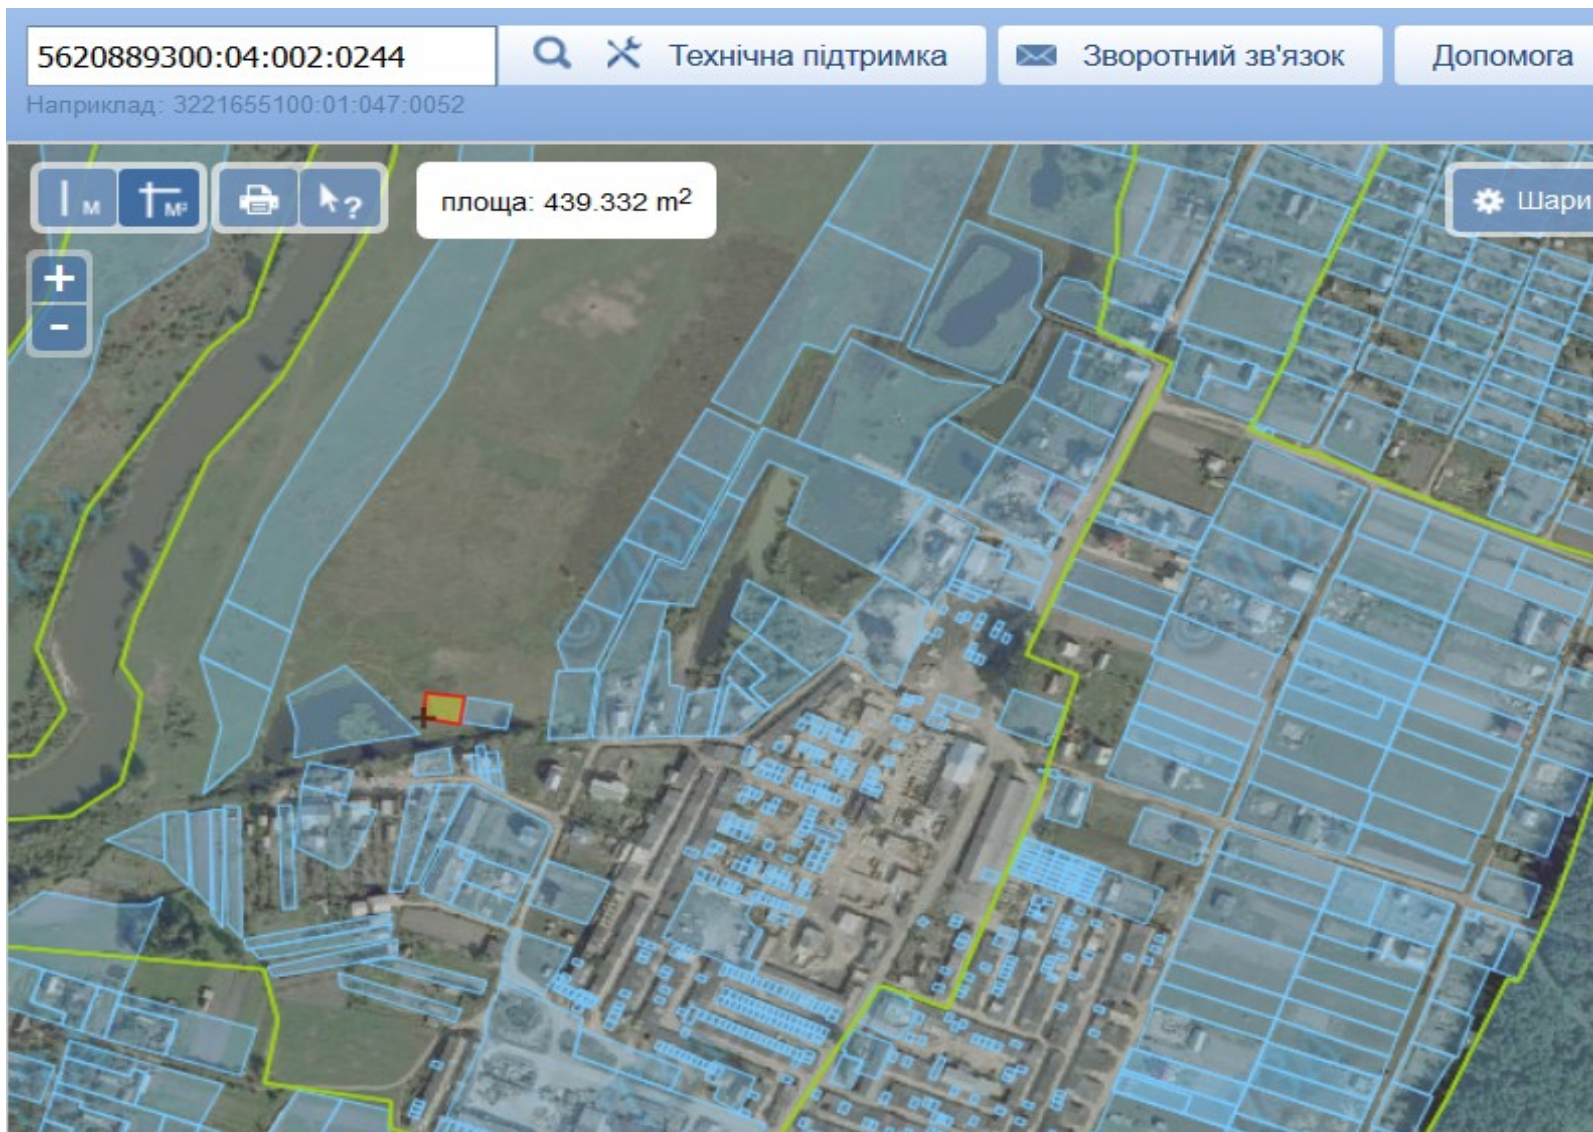 5620889300:04:002:0244
Технічна підтримка
Зворотний зв'язок
Допомога
Наприклад: 3221655100:01:047:0052
м
м²
?
площа: 439.332 m2
Шари
+
-